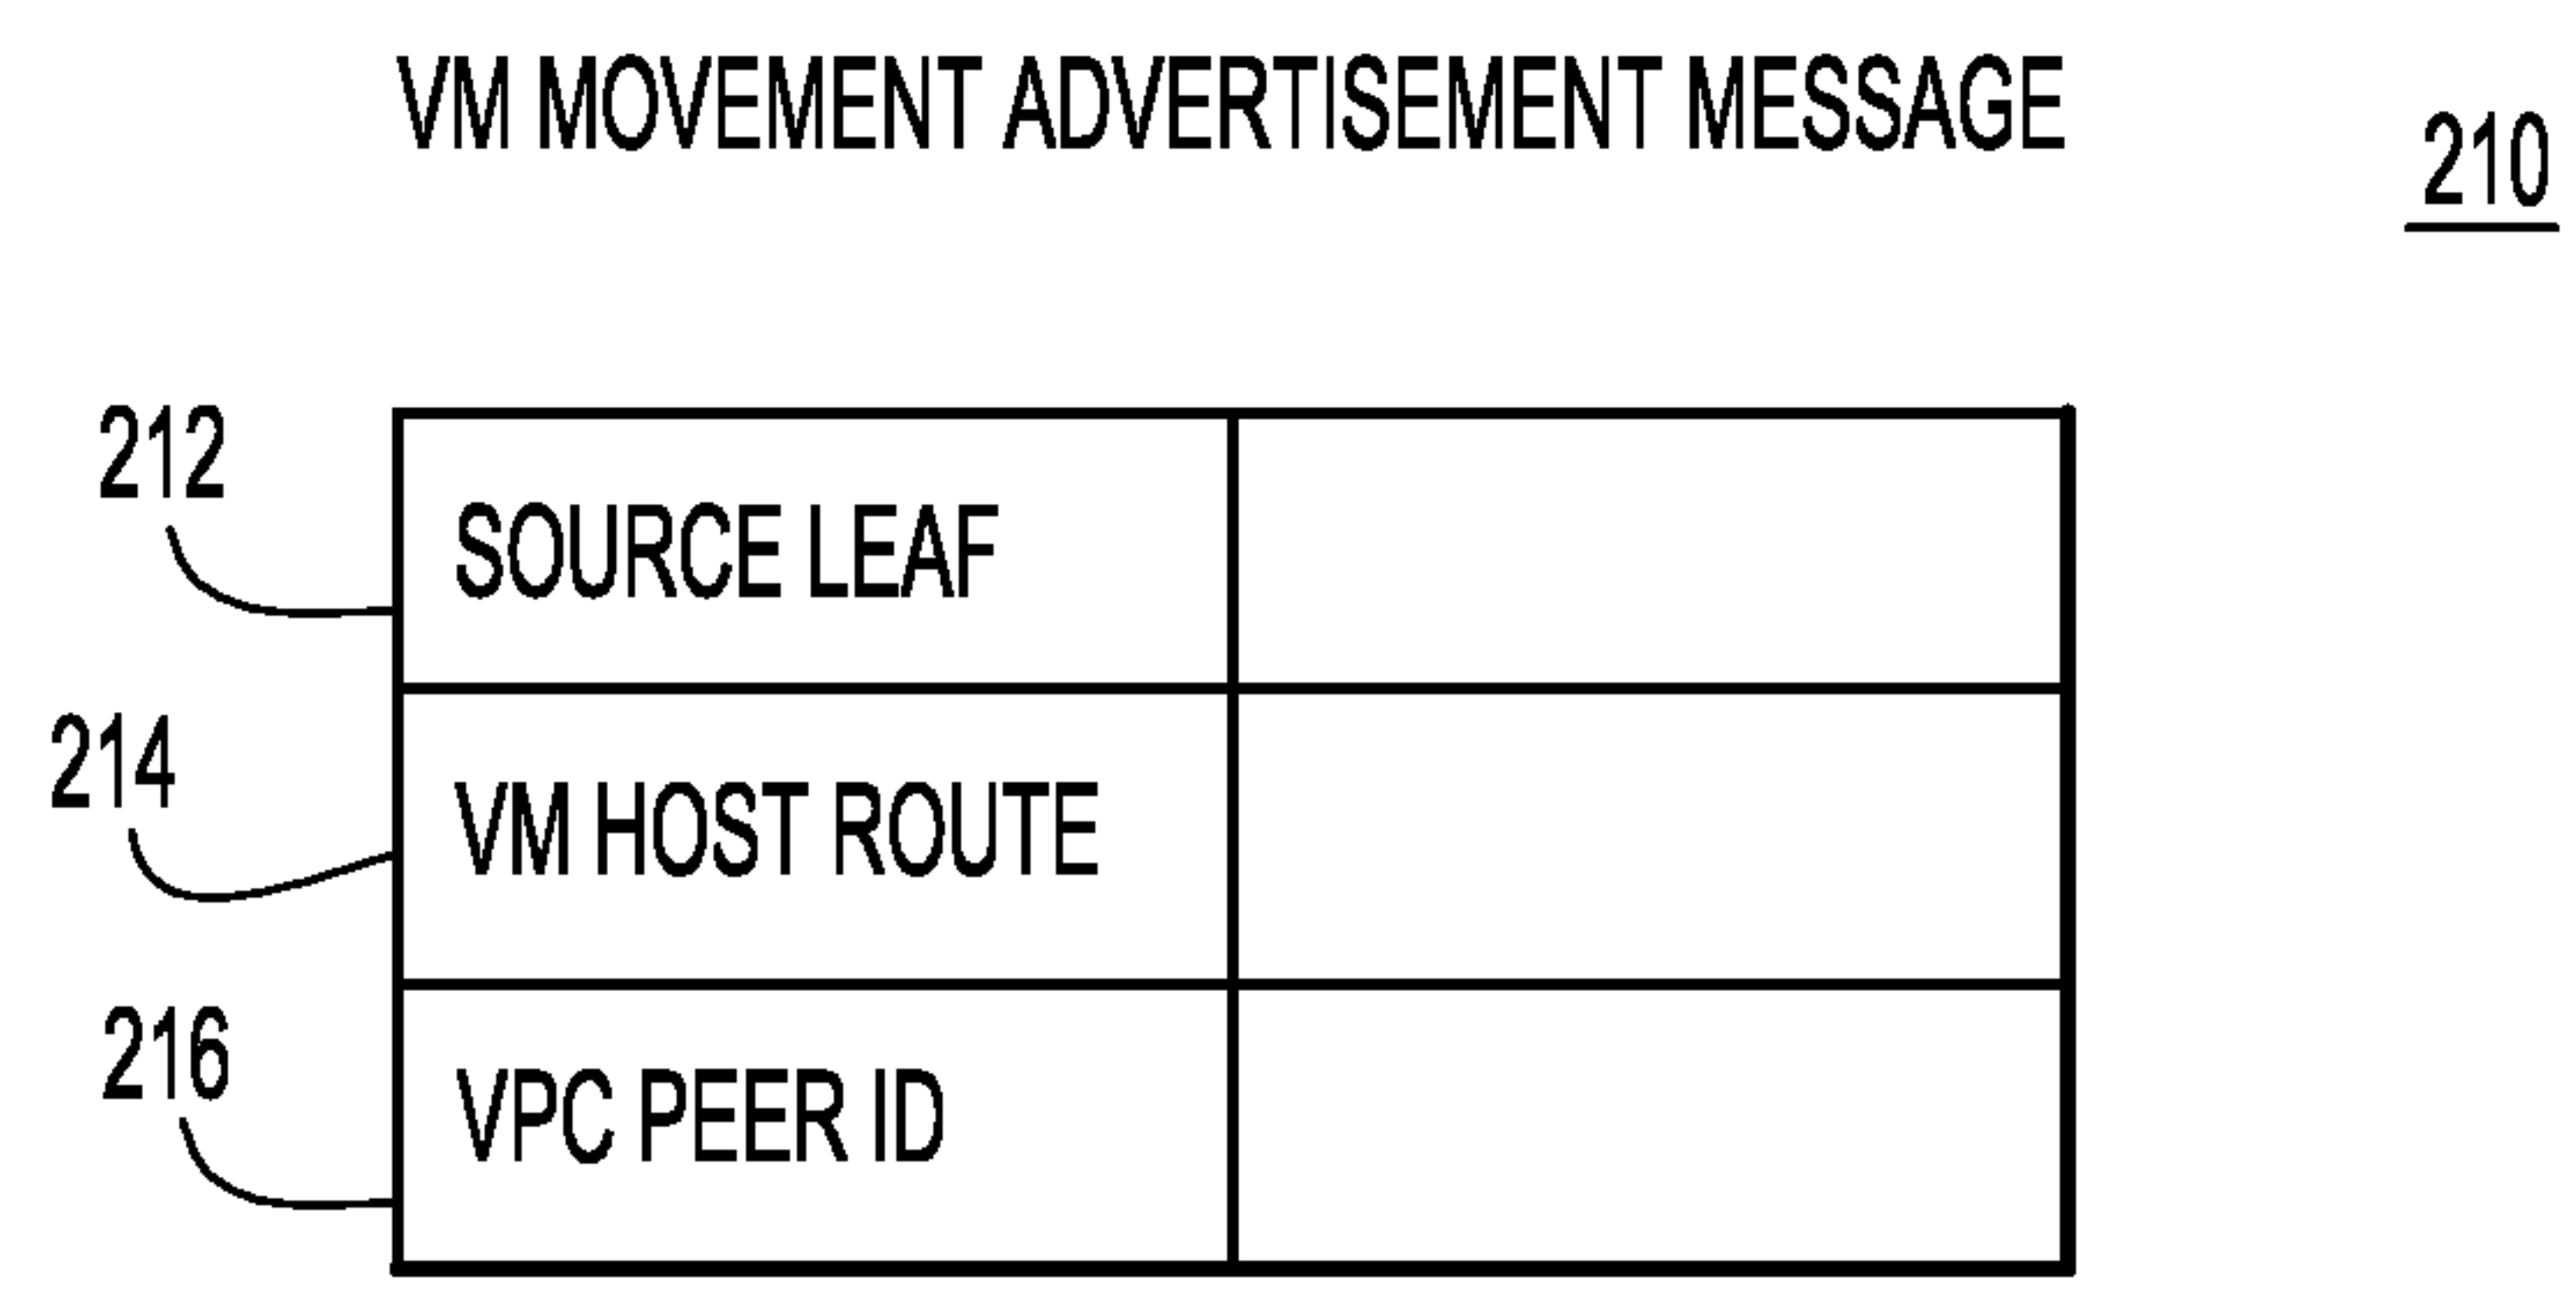 VM MOVEMENT ADVERTISEMENT MESSAGE
210
212
SOURCE LEAF
214
VM HOST ROUTE
216
VPC PEER ID